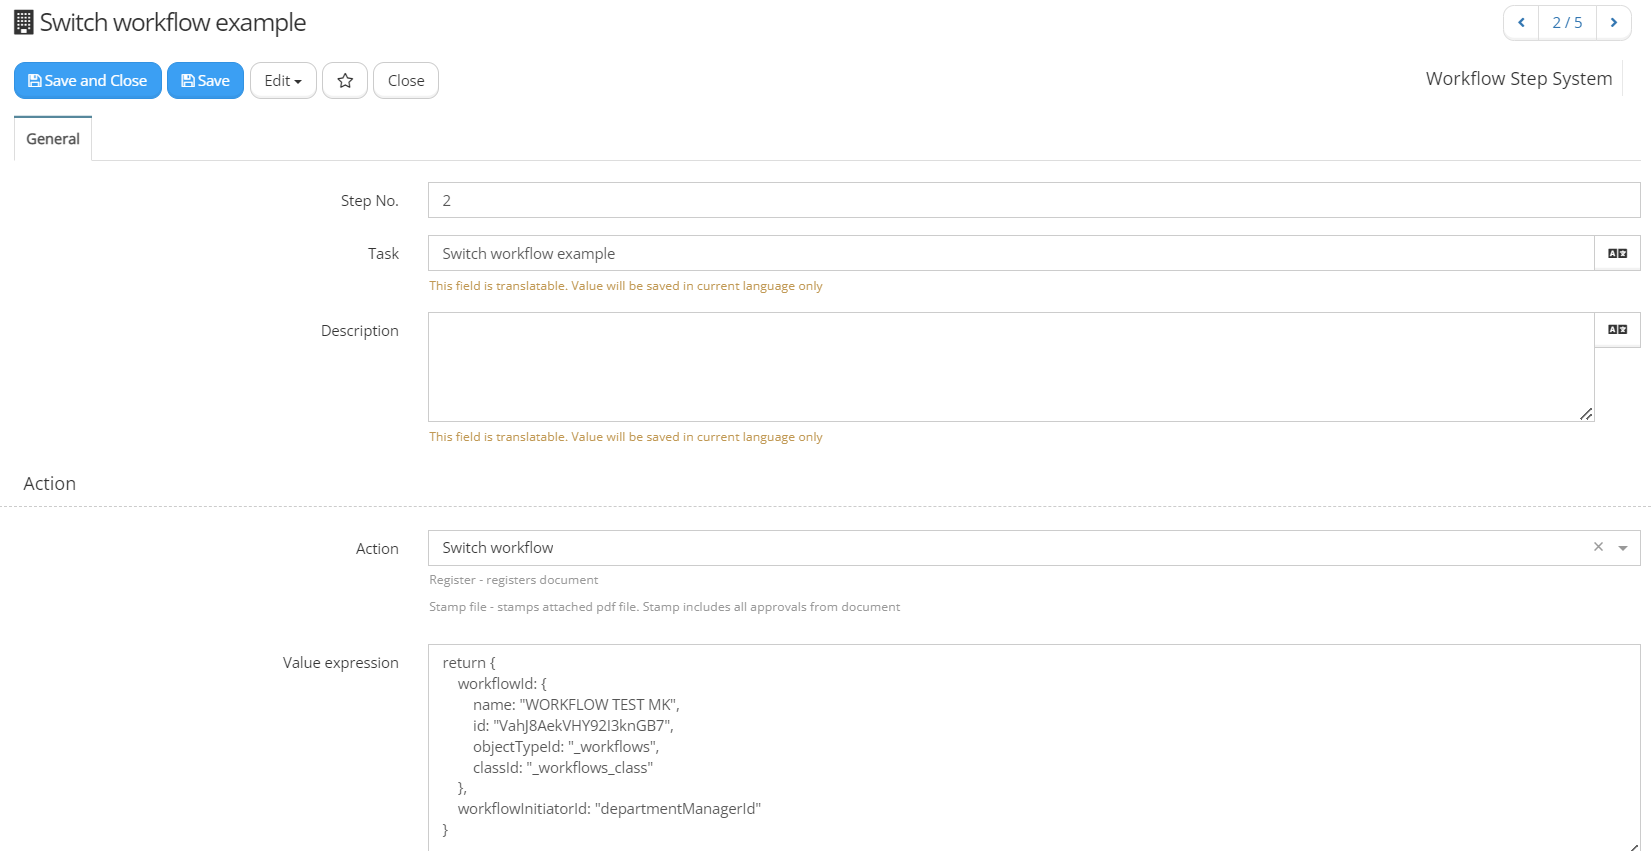 Switch workflow example
2 / 5
Save and Close
Save
Edit
Close
Workflow Step System
General
Step No.
2
Task
Switch workflow example
This field is translatable. Value will be saved in current language only
Description
This field is translatable. Value will be saved in current language only
Action
Action
Switch workflow
Register - registers document
Stamp file - stamps attached pdf file. Stamp includes all approvals from document
Value expression
return {
workflowId: {
name: "WORKFLOW TEST MK",
id: "VahJ8AekVHY92I3knGB7",
objectTypeId: "_workflows",
classId: "_workflows_class"
},
workflowInitiatorId: "departmentManagerId"
}